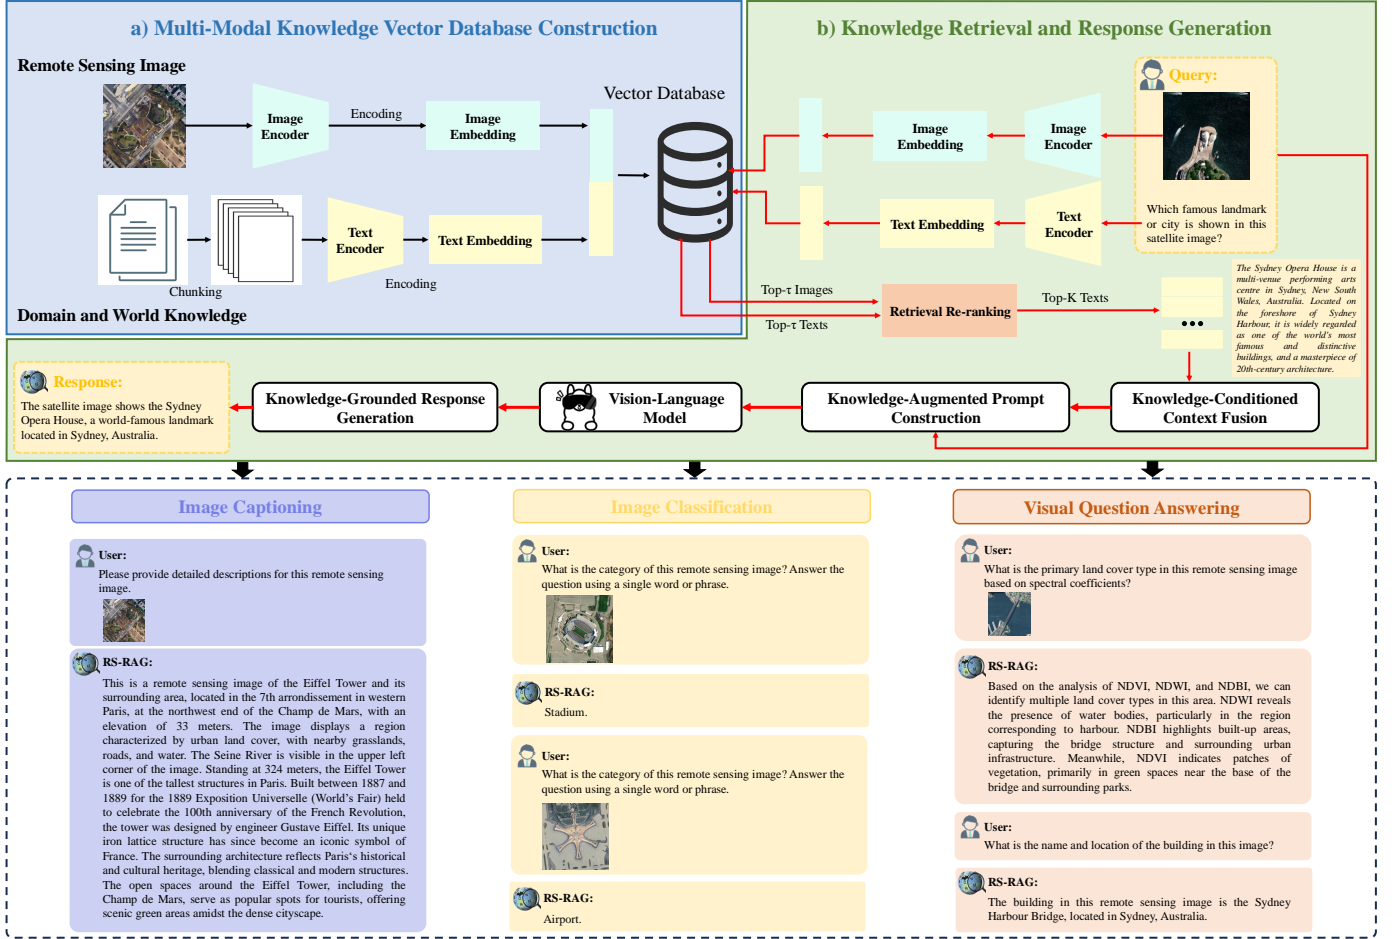 a) Multi-Modal Knowledge Vector Database Construction
Remote Sensing Image
Image
Encoder
Encoding
Image
Embedding
Vector Database
Chunking
Text
Encoder
Encoding
Text Embedding
Domain and World Knowledge
b) Knowledge Retrieval and Response Generation
Query:
Which famous landmark
or city is shown in this
satellite image?
Image
Encoder
Image
Embedding
Text
Encoder
Text Embedding
Top-τ Images
Top-τ Texts
Retrieval Re-ranking
Top-K Texts
The Sydney Opera House is a
multi-venue performing arts
centre in Sydney, New South
Wales, Australia. Located on
the foreshore of Sydney
Harbour, it is widely regarded
as one of the world's most
famous and distinctive
buildings, and a masterpiece of
20th-century architecture.
Knowledge-Conditioned
Context Fusion
Knowledge-Augmented Prompt
Construction
Vision-Language
Model
Knowledge-Grounded Response
Generation
Response:
The satellite image shows the Sydney
Opera House, a world-famous landmark
located in Sydney, Australia.
Image Captioning
User:
Please provide detailed descriptions for this remote sensing
image.
RS-RAG:
This is a remote sensing image of the Eiffel Tower and its
surrounding area, located in the 7th arrondissement in western
Paris, at the northwest end of the Champ de Mars, with an
elevation of 33 meters. The image displays a region
characterized by urban land cover, with nearby grasslands,
roads, and water. The Seine River is visible in the upper left
corner of the image. Standing at 324 meters, the Eiffel Tower
is one of the tallest structures in Paris. Built between 1887 and
1889 for the 1889 Exposition Universelle (World's Fair) held
to celebrate the 100th anniversary of the French Revolution,
the tower was designed by engineer Gustave Eiffel. Its unique
iron lattice structure has since become an iconic symbol of
France. The surrounding architecture reflects Paris's historical
and cultural heritage, blending classical and modern structures.
The open spaces around the Eiffel Tower, including the
Champ de Mars, serve as popular spots for tourists, offering
scenic green areas amidst the dense cityscape.
Image Classification
User:
What is the category of this remote sensing image? Answer the
question using a single word or phrase.
RS-RAG:
Stadium.
User:
What is the category of this remote sensing image? Answer the
question using a single word or phrase.
RS-RAG:
Airport.
Visual Question Answering
User:
What is the primary land cover type in this remote sensing image
based on spectral coefficients?
RS-RAG:
Based on the analysis of NDVI, NDWI, and NDBI, we can
identify multiple land cover types in this area. NDWI reveals
the presence of water bodies, particularly in the region
corresponding to harbour. NDBI highlights built-up areas,
capturing the bridge structure and surrounding urban
infrastructure. Meanwhile, NDVI indicates patches of
vegetation, primarily in green spaces near the base of the
bridge and surrounding parks.
User:
What is the name and location of the building in this image?
RS-RAG:
The building in this remote sensing image is the Sydney
Harbour Bridge, located in Sydney, Australia.